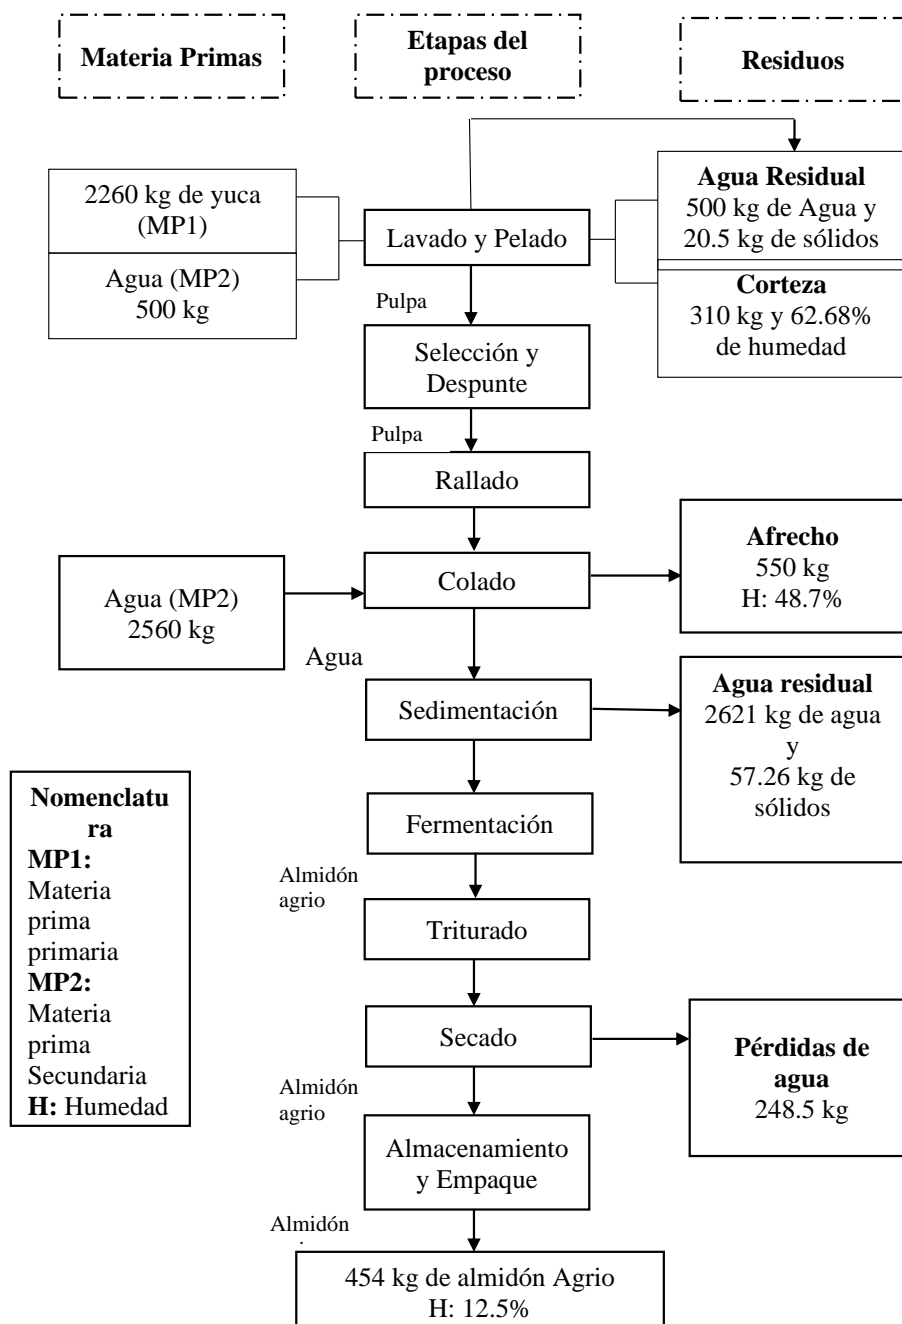 Materia Primas
Etapas del
proceso
Residuos
2260 kg de yuca
(MP1)
Agua (MP2)
500 kg
Lavado y Pelado
Agua Residual
500 kg de Agua y
20.5 kg de sólidos
Corteza
310 kg y 62.68%
de humedad
Pulpa
Selección y
Despunte
Pulpa
Rallado
Agua (MP2)
2560 kg
Colado
Afrecho
550 kg
H: 48.7%
Agua
Sedimentación
Agua residual
2621 kg de agua
y
57.26 kg de
sólidos
Fermentación
Almidón
agrio
Triturado
Secado
Pérdidas de
agua
248.5 kg
Almidón
agrio
Almacenamiento
y Empaque
Almidón
454 kg de almidón Agrio
H: 12.5%
Nomenclatu
ra
MP1:
Materia
prima
primaria
MP2:
Materia
prima
Secundaria
H: Humedad